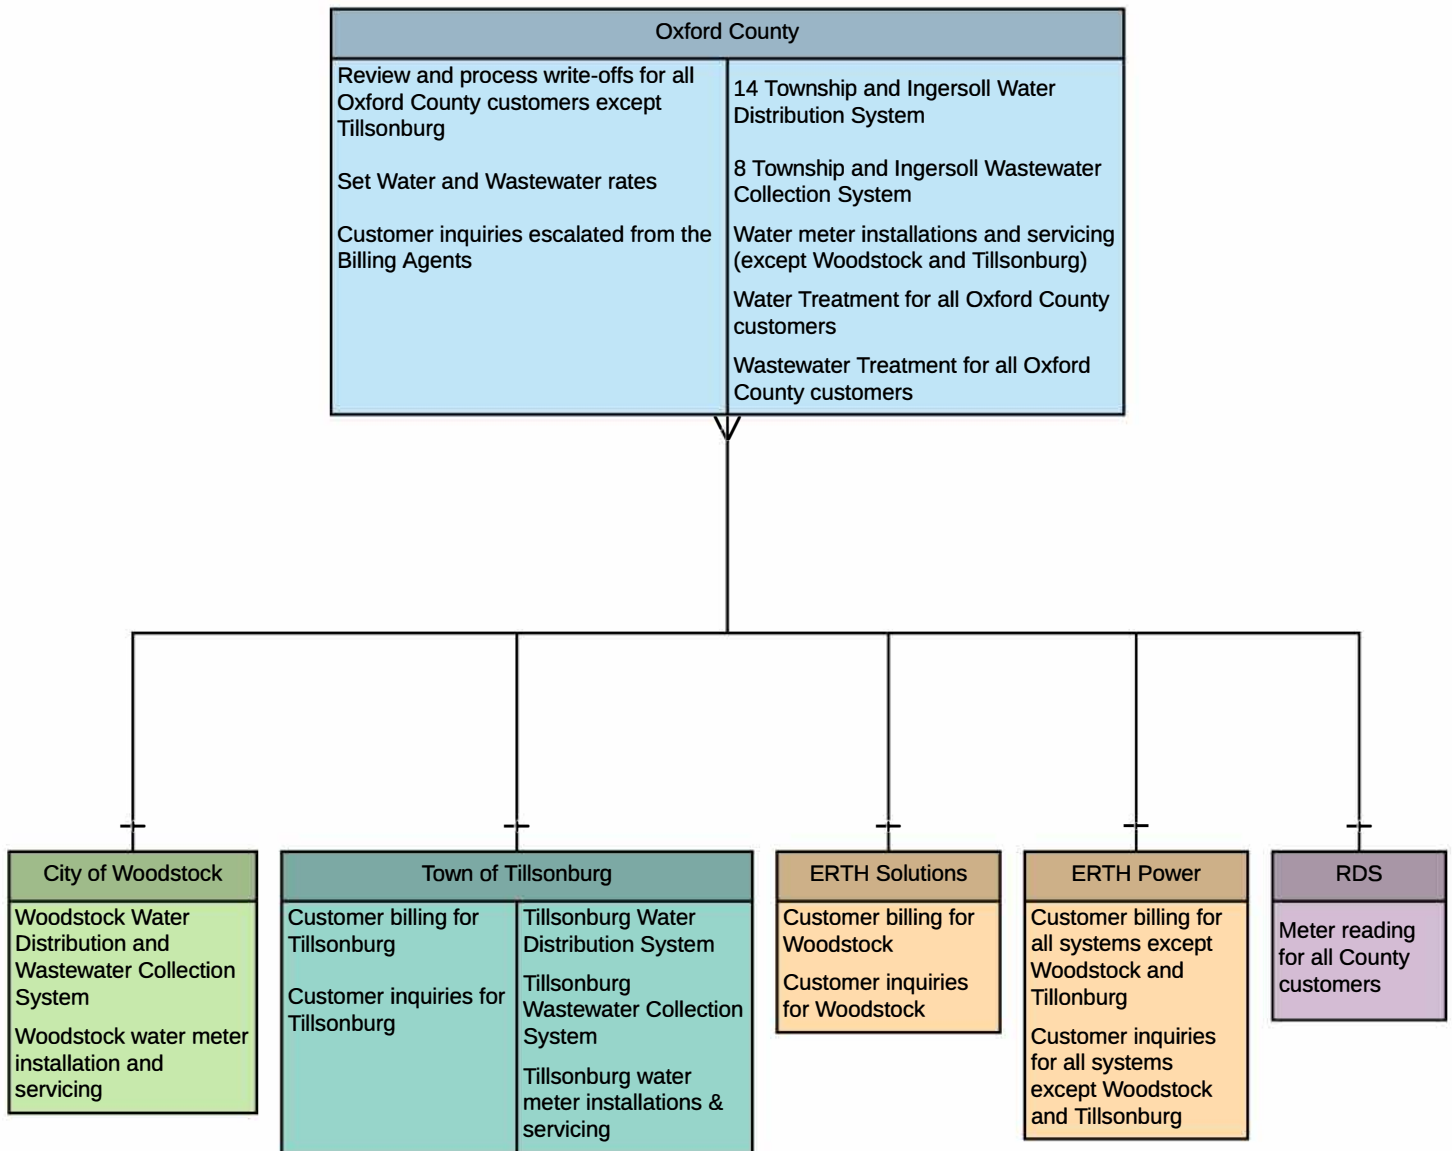 Oxford County
Review and process write-offs for all
Oxford County customers except
Tillsonburg
Set Water and Wastewater rates
Customer inquiries escalated from the
Billing Agents
14 Township and Ingersoll Water
Distribution System
8 Township and Ingersoll Wastewater
Collection System
Water meter installations and servicing
(except Woodstock and Tillsonburg)
Water Treatment for all Oxford County
customers
Wastewater Treatment for all Oxford
County customers
City of Woodstock
Woodstock Water
Distribution and
Wastewater Collection
System
Woodstock water meter
installation and
servicing
Town of Tillsonburg
Customer billing for
Tillsonburg
Customer inquiries for
Tillsonburg
Tillsonburg Water
Distribution System
Tillsonburg
Wastewater Collection
System
Tillsonburg water
meter installations &
servicing
ERTH Solutions
Customer billing for
Woodstock
Customer inquiries
for Woodstock
ERTH Power
Customer billing for
all systems except
Woodstock and
Tillonburg
Customer inquiries
for all systems
except Woodstock
and Tillsonburg
RDS
Meter reading
for all County
customers